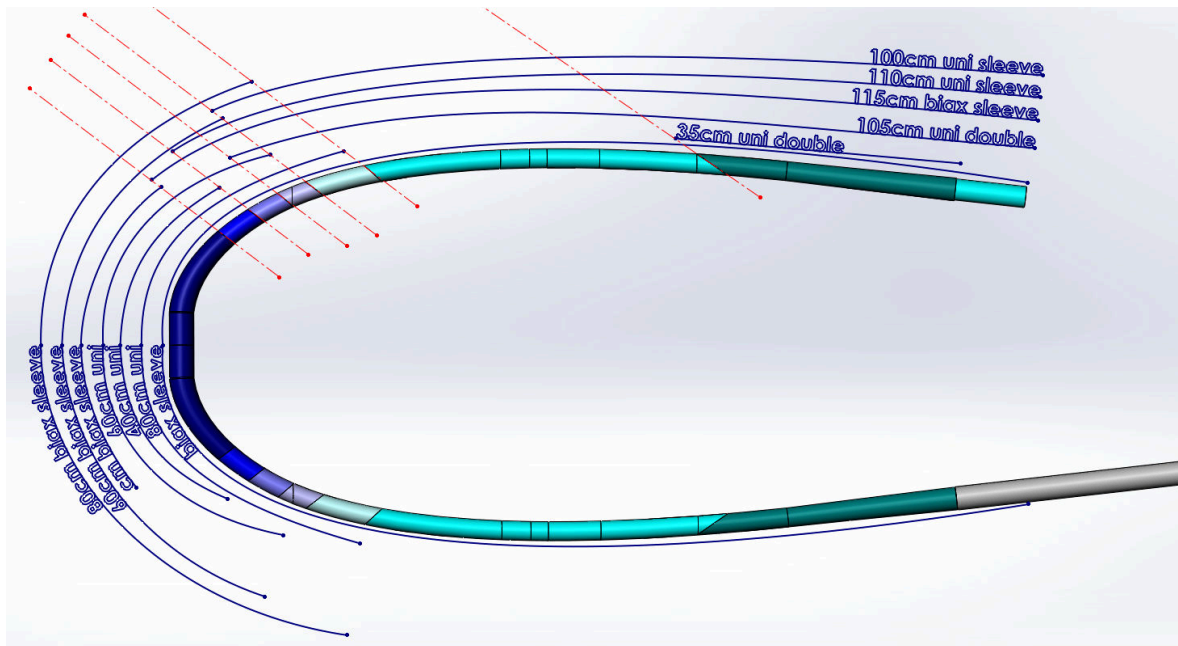 100cm uni sleeve
110cm uni sleeve
115cm biax sleeve
105cm uni double
35cm uni double
80cm biax sleeve
cm biax sleeve
60cm biax sleeve
60cm uni
40cm uni
80cm uni
biax sleeve